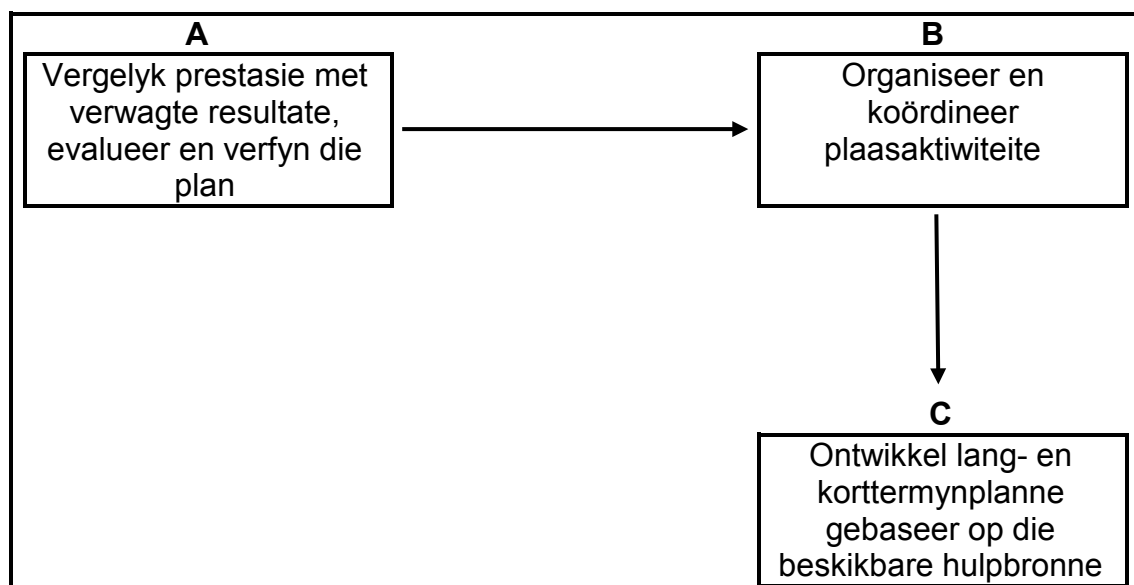 A
Vergelyk prestasie met
verwagte resultate,
evalueer en verfyn die
plan
B
Organiseer en
koördineer
plaasaktiwiteite
C
Ontwikkel lang- en
korttermynplanne
gebaseer op die
beskikbare hulpbronne